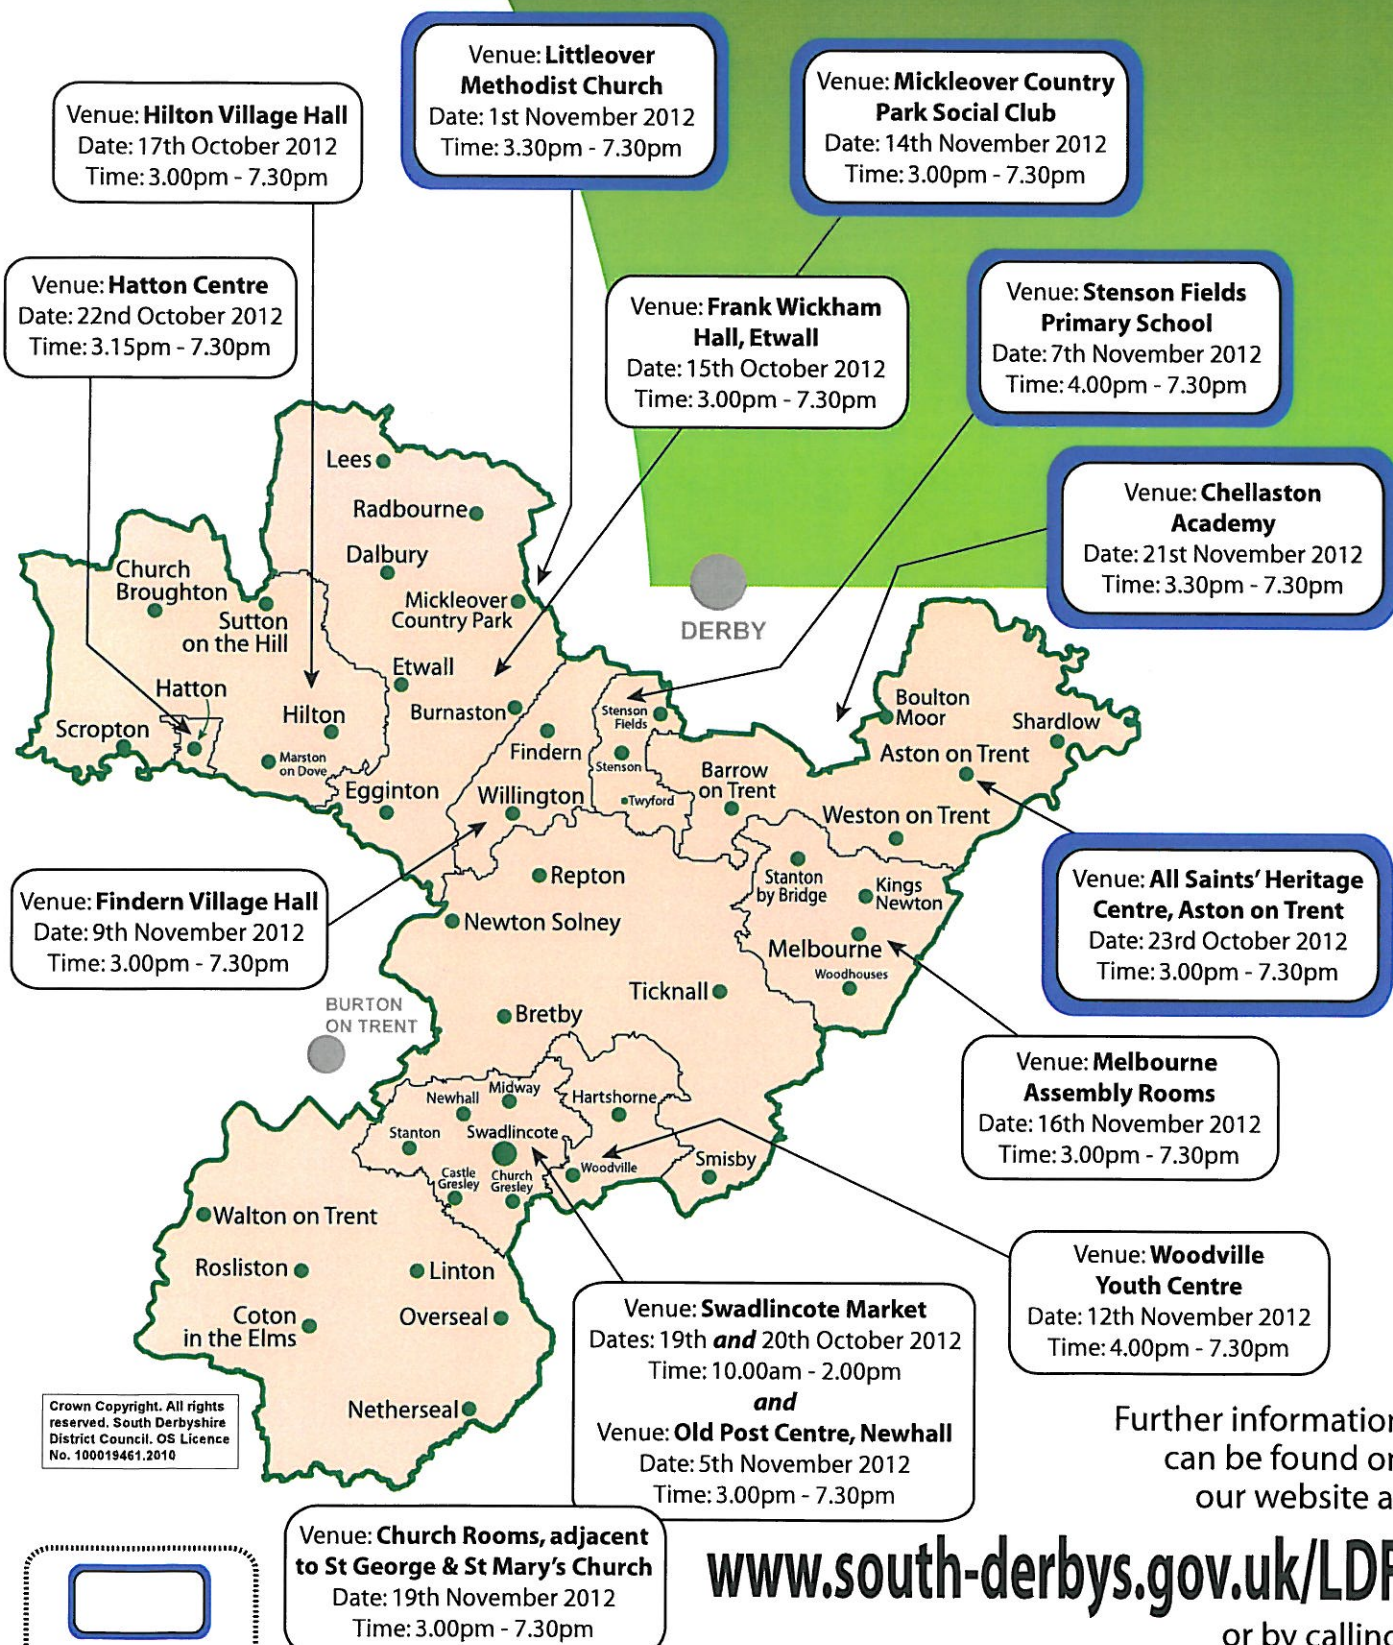 Venue: Littleover
Methodist Church
Date: 1st November 2012
Time: 3.30pm - 7.30pm
Venue: Mickleover Country
Park Social Club
Date: 14th November 2012
Time: 3.00pm - 7.30pm
Venue: Hilton Village Hall
Date: 17th October 2012
Time: 3.00pm - 7.30pm
Venue: Hatton Centre
Date: 22nd October 2012
Time: 3.15pm - 7.30pm
Venue: Frank Wickham
Hall, Etwall
Date: 15th October 2012
Time: 3.00pm - 7.30pm
Venue: Stenson Fields
Primary School
Date: 7th November 2012
Time: 4.00pm - 7.30pm
Venue: Chellaston
Academy
Date: 21st November 2012
Time: 3.30pm - 7.30pm
Lees
Radbourne
Dalbury
Church
Broughton
Sutton
on the Hill
Mickleover
Country Park
DERBY
Etwall
Hatton
Hilton
Burnaston
Scropton
Marston
on Dove
Egginton
Findern
Willington
Stenson
Fields
Stenson
Twyford
Barrow
on Trent
Boulton
Moor
Shardlow
Aston on Trent
Weston on Trent
Venue: All Saints' Heritage
Centre, Aston on Trent
Date: 23rd October 2012
Time: 3.00pm - 7.30pm
Venue: Findern Village Hall
Date: 9th November 2012
Time: 3.00pm - 7.30pm
Repton
Newton Solney
Stanton
by Bridge
Kings
Newton
Melbourne
Woodhouses
Ticknall
Bretby
BURTON
ON TRENT
Venue: Melbourne
Assembly Rooms
Date: 16th November 2012
Time: 3.00pm - 7.30pm
Midway
Newhall
Hartshorne
Stanton
Swadlincote
Castle
Gresley
Church
Gresley
Woodville
Smisby
Walton on Trent
Rosliston
Linton
Coton
in the Elms
Overseal
Netherseal
Venue: Woodville
Youth Centre
Date: 12th November 2012
Time: 4.00pm - 7.30pm
Venue: Swadlincote Market
Dates: 19th and 20th October 2012
Time: 10.00am - 2.00pm
and
Venue: Old Post Centre, Newhall
Date: 5th November 2012
Time: 3.00pm - 7.30pm
Crown Copyright. All rights
reserved. South Derbyshire
District Council. OS Licence
No. 100019461.2010
Venue: Church Rooms, adjacent
to St George & St Mary's Church
Date: 19th November 2012
Time: 3.00pm - 7.30pm
Further information
can be found on
our website a
www.south-derbys.gov.uk/LDF
or by calling